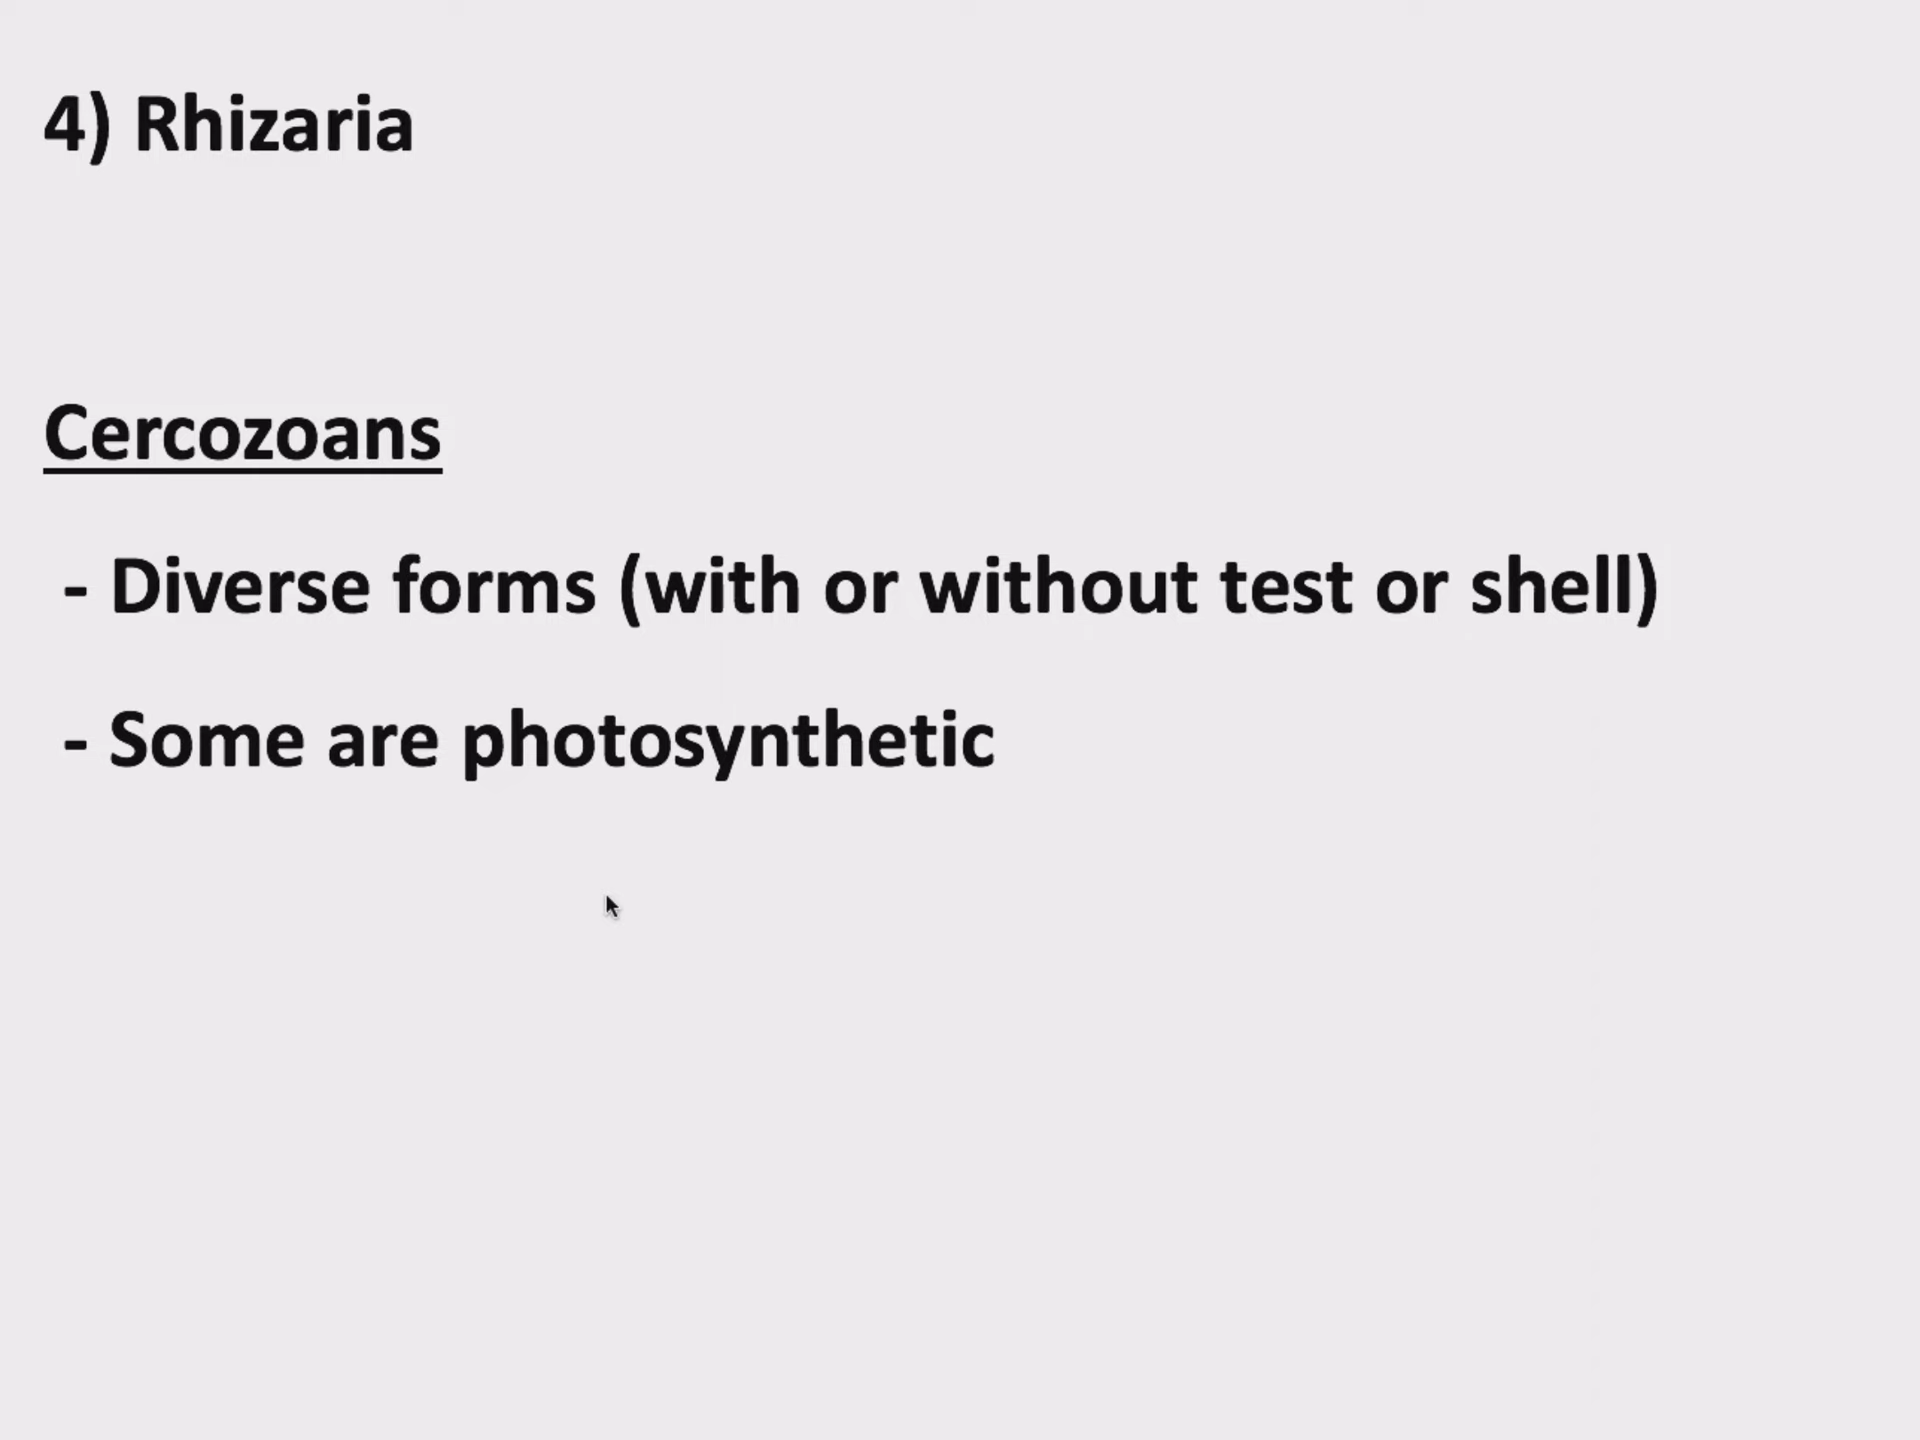 4) Rhizaria
Cercozoans
- Diverse forms (with or without test or shell)
- Some are photosynthetic